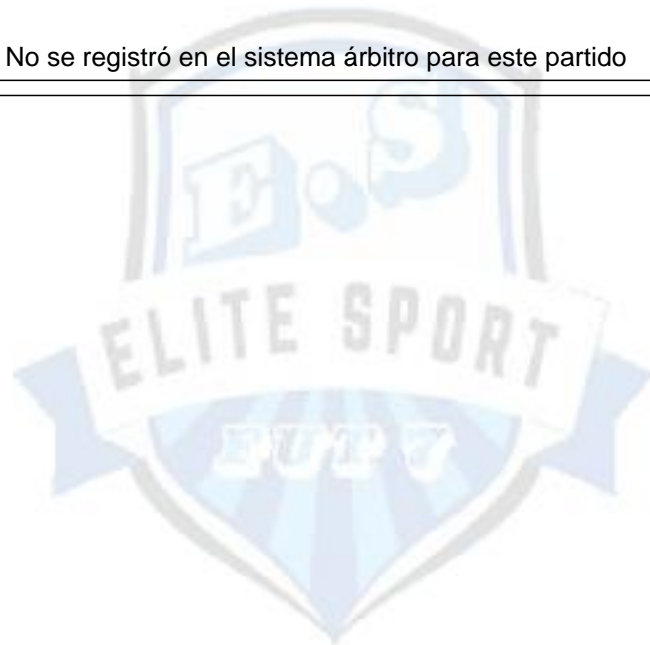 No se registró en el sistema árbitro para este partido
E.S
ELITE SPORT
FUT 7